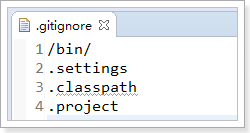 .gitignore
1 /bin/
2 .settings
3 .classpath
4 .project